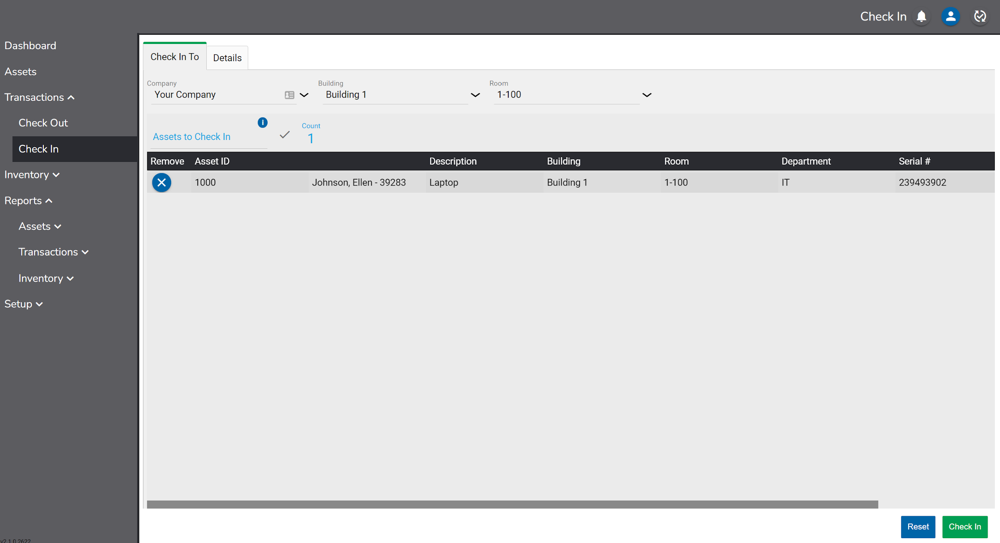 Check In
Dashboard
Assets
Transactions
Check Out
Check In
Inventory
Reports
Assets
Transactions
Inventory
Setup
v2.1.0.2622
Check In To
Details
Company
Building
Room
Your Company
Building 1
1-100
Assets to Check In
Count
1
Remove Asset ID Description Building Room Department Serial #
1000 Johnson, Ellen - 39283 Laptop Building 1 1-100 IT 239493902
Reset
Check In